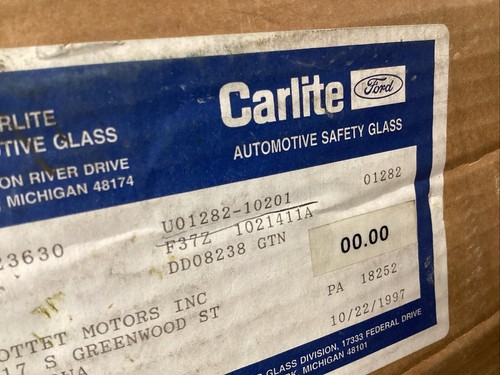 Carlite Ford
AUTOMOTIVE SAFETY GLASS
RLITE
TIVE GLASS
ON RIVER DRIVE
MICHIGAN 48174
23630
U01282-10201
01282
F37Z 1021411A
DD08238 GTN
00.00
PA 18252
10/22/1997
OTTET MOTORS INC
17 S GREENWOOD ST
NA
GLASS DIVISION, 17333 FEDERAL DRIVE
K, MICHIGAN 48101